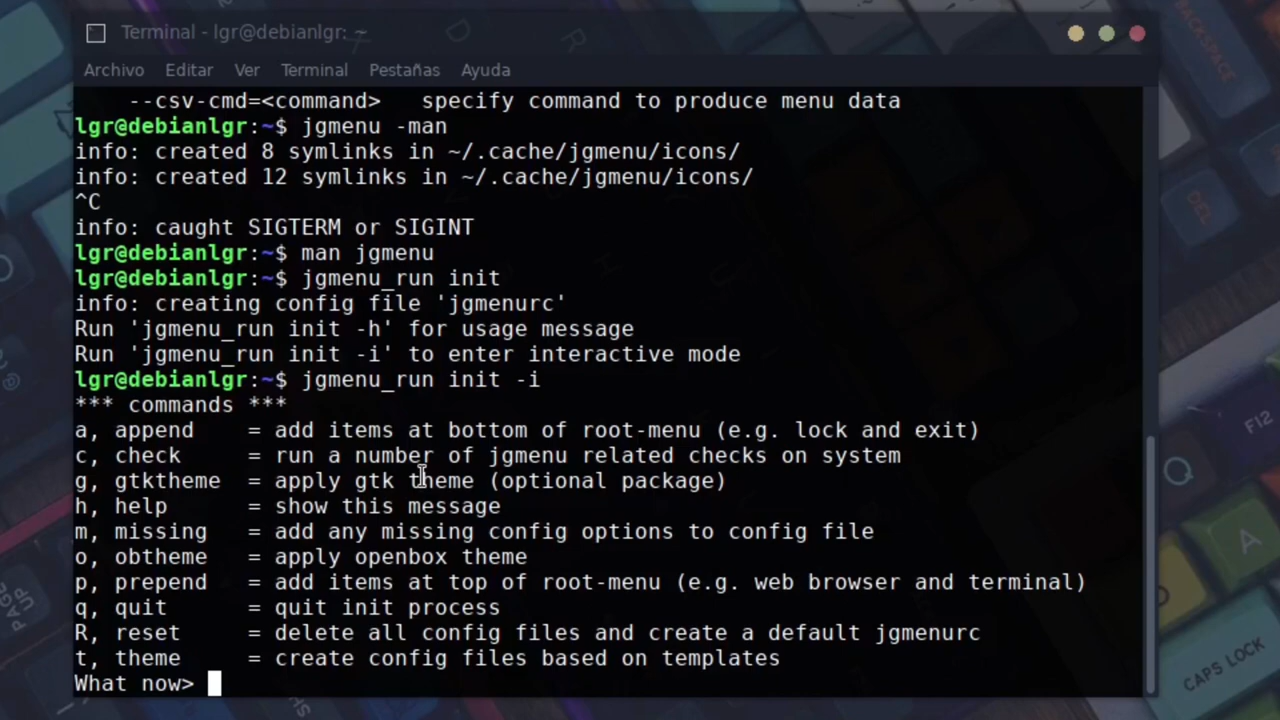 Terminal - lgr@debianlgr: ~
Archivo Editar Ver Terminal Pestañas Ayuda
--csv-cmd=<command> specify command to produce menu data
lgr@debianlgr:~$ jgmenu -man
info: created 8 symlinks in ~/.cache/jgmenu/icons/
info: created 12 symlinks in ~/.cache/jgmenu/icons/
^C
info: caught SIGTERM or SIGINT
lgr@debianlgr:~$ man jgmenu
lgr@debianlgr:~$ jgmenu_run init
info: creating config file 'jgmenurc'
Run 'jgmenu_run init -h' for usage message
Run 'jgmenu_run init -i' to enter interactive mode
lgr@debianlgr:~$ jgmenu_run init -i
*** commands ***
a, append = add items at bottom of root-menu (e.g. lock and exit)
c, check = run a number of jgmenu related checks on system
g, gtktheme = apply gtk theme (optional package)
h, help = show this message
m, missing = add any missing config options to config file
o, obtheme = apply openbox theme
p, prepend = add items at top of root-menu (e.g. web browser and terminal)
q, quit = quit init process
R, reset = delete all config files and create a default jgmenurc
t, theme = create config files based on templates
What now>
BACKSPACE
DEL
F12
Q
A
CAPS LOCK
PAGE UP